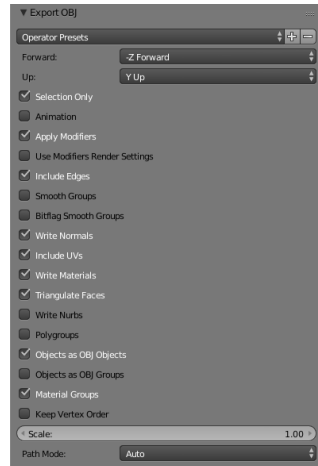 Export OBJ
Operator Presets
Forward: -Z Forward
Up: Y Up
Selection Only
Animation
Apply Modifiers
Use Modifiers Render Settings
Include Edges
Smooth Groups
Bitflag Smooth Groups
Write Normals
Include UVs
Write Materials
Triangulate Faces
Write Nurbs
Polygroups
Objects as OBJ Objects
Objects as OBJ Groups
Material Groups
Keep Vertex Order
Scale: 1.00
Path Mode: Auto